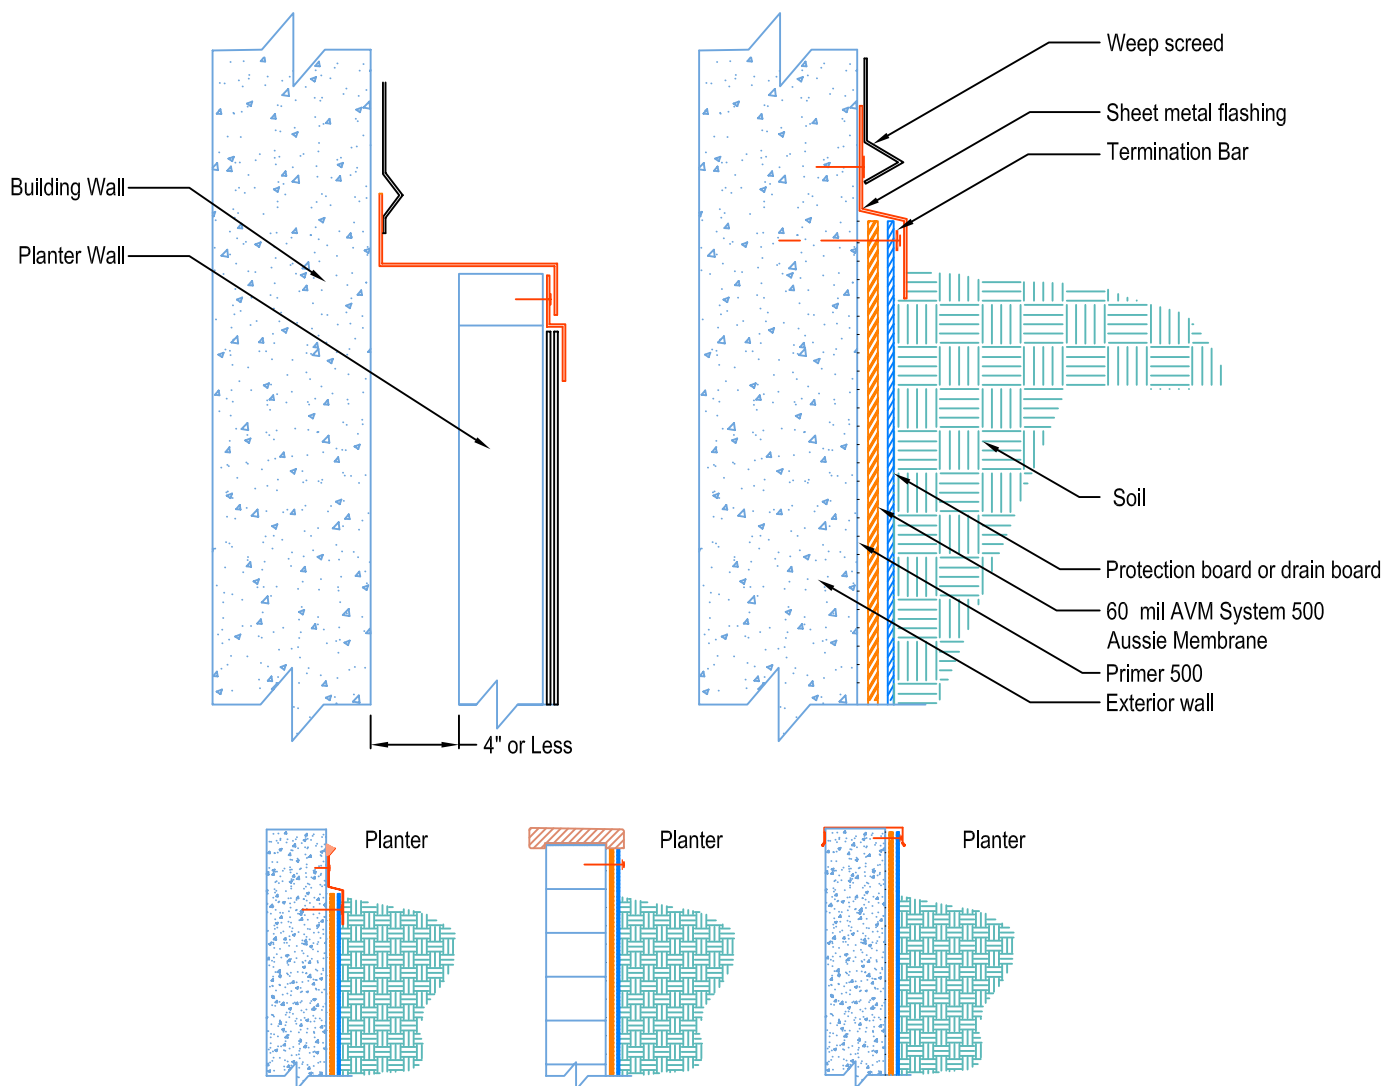 Building Wall
Planter Wall
4" or Less
Weep screed
Sheet metal flashing
Termination Bar
Soil
Protection board or drain board
60 mil AVM System 500
Aussie Membrane
Primer 500
Exterior wall
Planter
Planter
Planter